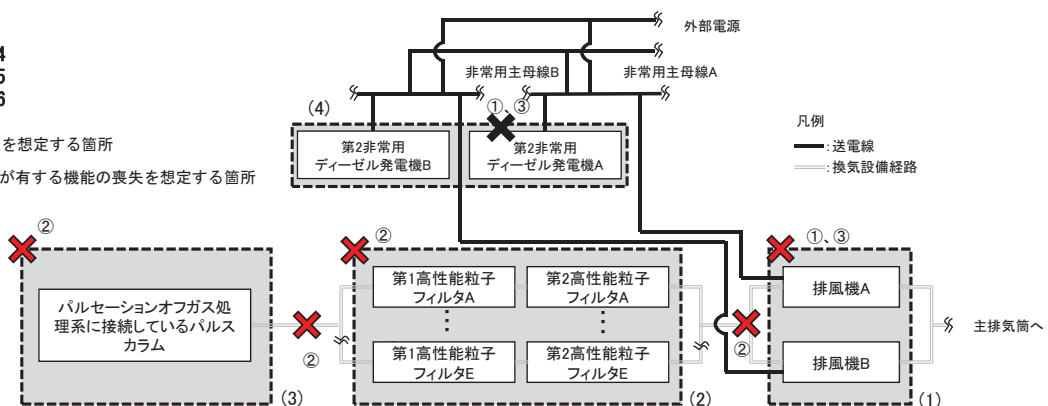 外部電源
4
5
6
非常用主母線B
非常用主母線A
(4)
①、③
を想定する箇所
第2非常用
ディーゼル発電機B
第2非常用
ディーゼル発電機A
凡例
:送電線
:換気設備経路
が有する機能の喪失を想定する箇所
②
②
①、③
第1高性能粒子
フィルタA
第2高性能粒子
フィルタA
排風機A
パルセーションオフガス処
理系に接続しているパルス
カラム
②
②
主排気筒へ
第1高性能粒子
フィルタE
第2高性能粒子
フィルタE
排風機B
(3)
(2)
(1)